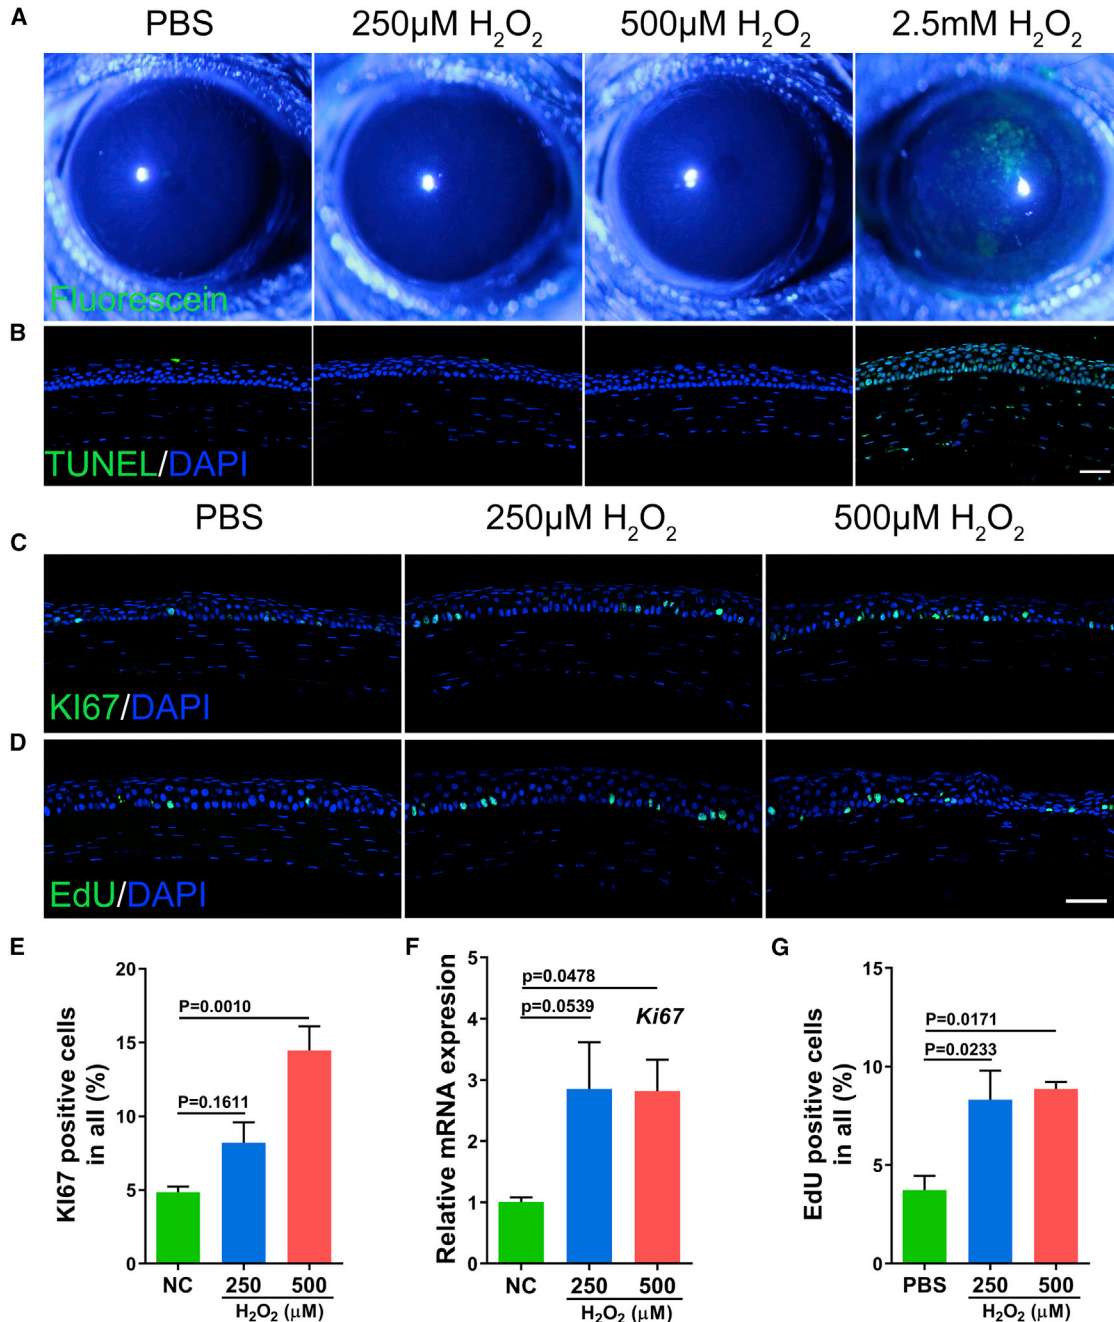 A PBS 250μM H₂O₂ 500μM H₂O₂ 2.5mM H₂O₂
Fluorescein
B
TUNEL/DAPI
PBS 250μM H₂O₂ 500μM H₂O₂
C
KI67/DAPI
D
EdU/DAPI
E
KI67 positive cells
in all (%)
20
15
10
5
0
P=0.0010
P=0.1611
NC 250 500
H₂O₂ (μM)
F
Relative mRNA expresion
5
4
3
2
1
0
p=0.0478
p=0.0539
Ki67
NC 250 500
H₂O₂ (μM)
G
EdU positive cells
in all (%)
15
10
5
0
P=0.0171
P=0.0233
PBS 250 500
H₂O₂ (μM)